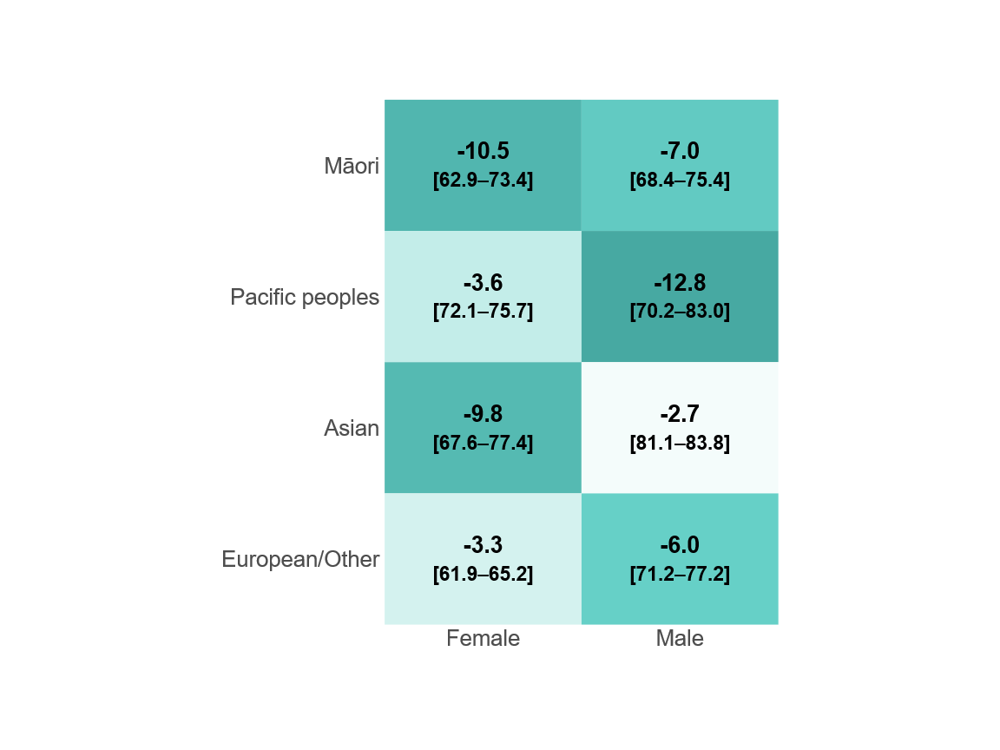 Māori
-10.5
[62.9–73.4]
-7.0
[68.4–75.4]
Pacific peoples
-3.6
[72.1–75.7]
-12.8
[70.2–83.0]
Asian
-9.8
[67.6–77.4]
-2.7
[81.1–83.8]
European/Other
-3.3
[61.9–65.2]
-6.0
[71.2–77.2]
Female
Male